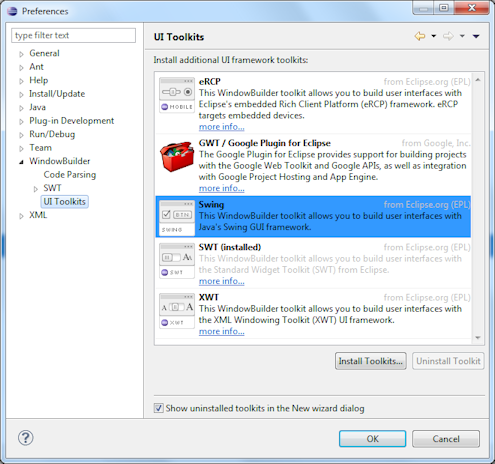 Preferences
type filter text
General
Ant
Help
Install/Update
Java
Plug-in Development
Run/Debug
Team
WindowBuilder
Code Parsing
SWT
UI Toolkits
XML
UI Toolkits
Install additional UI framework toolkits:
eRCP from Eclipse.org (EPL)
This WindowBuilder toolkit allows you to build user interfaces with
Eclipse's embedded Rich Client Platform (eRCP) framework. eRCP
targets embedded devices.
more info...
MOBILE
GWT / Google Plugin for Eclipse from Google, Inc.
The Google Plugin for Eclipse provides support for building projects
with the Google Web Toolkit and Google APIs, as well as integration
with Google Project Hosting and App Engine.
more info...
Swing from Eclipse.org (EPL)
This WindowBuilder toolkit allows you to build user interfaces with
Java's Swing GUI framework.
BTN
SWING
SWT (installed) from Eclipse.org (EPL)
This WindowBuilder toolkit allows you to build user interfaces with
the Standard Widget Toolkit (SWT) from Eclipse.
more info...
SWT
XWT from Eclipse.org (EPL)
This WindowBuilder toolkit allows you to build user interfaces with
the XML Windowing Toolkit (XWT) UI framework.
more info...
XWT
Install Toolkits... Uninstall Toolkit
Show uninstalled toolkits in the New wizard dialog
? OK Cancel